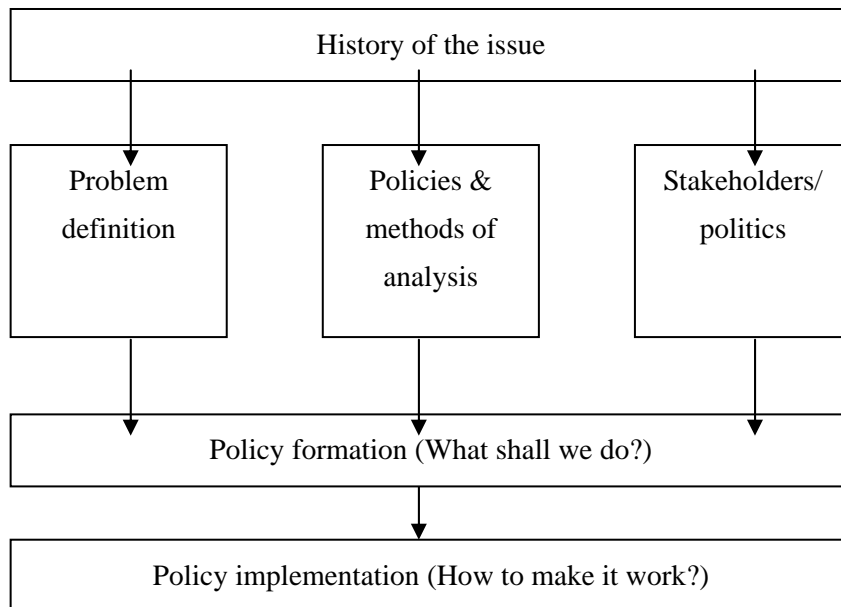 History of the issue
Problem
definition
Policies &
methods of
analysis
Stakeholders/
politics
Policy formation (What shall we do?)
Policy implementation (How to make it work?)